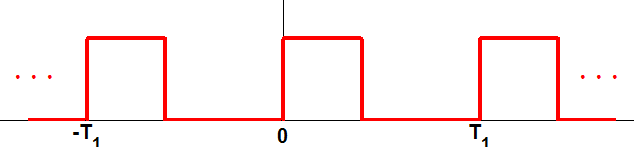 . . .
. . .
-T₁
0
T₁